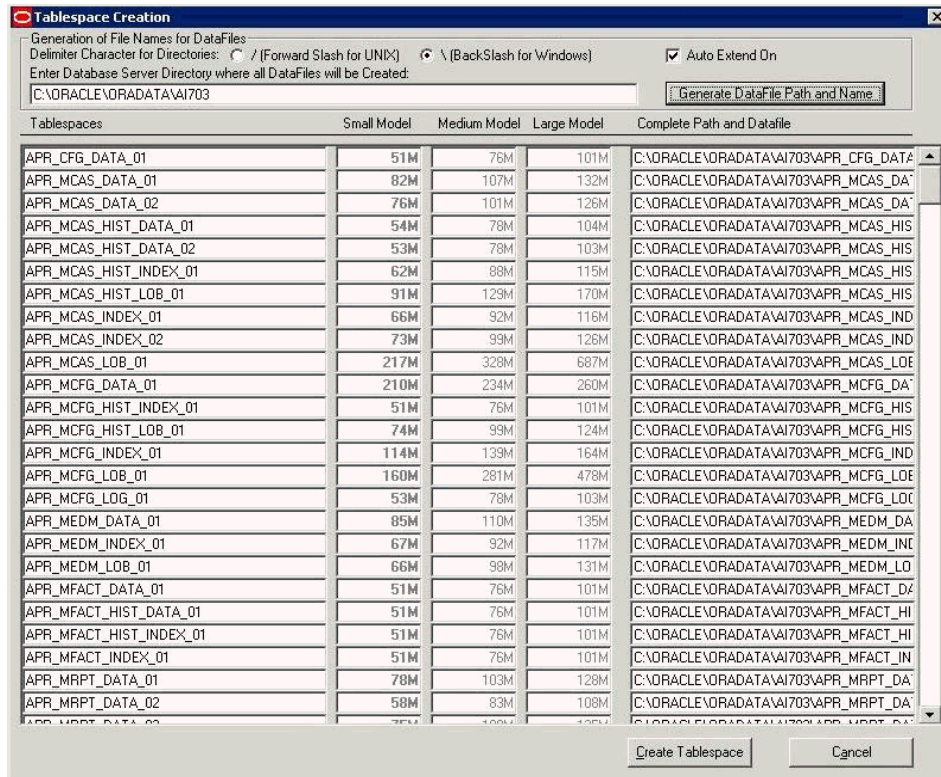 Tablespace Creation
Generation of File Names for DataFiles
Delimiter Character for Directories: / (Forward Slash for UNIX) \ (BackSlash for Windows) Auto Extend On
Enter Database Server Directory where all DataFiles will be Created:
C:\ORACLE\ORADATA\AI703 Generate DataFile Path and Name
Tablespaces Small Model Medium Model Large Model Complete Path and Datafile
APR_CFG_DATA_01 51M 76M 101M C:\ORACLE\ORADATA\AI703\APR_CFG_DATA
APR_MCAS_DATA_01 82M 107M 132M C:\ORACLE\ORADATA\AI703\APR_MCAS_DA
APR_MCAS_DATA_02 76M 101M 126M C:\ORACLE\ORADATA\AI703\APR_MCAS_DA
APR_MCAS_HIST_DATA_01 54M 78M 104M C:\ORACLE\ORADATA\AI703\APR_MCAS_HIS
APR_MCAS_HIST_DATA_02 53M 78M 103M C:\ORACLE\ORADATA\AI703\APR_MCAS_HIS
APR_MCAS_HIST_INDEX_01 62M 88M 115M C:\ORACLE\ORADATA\AI703\APR_MCAS_HIS
APR_MCAS_HIST_LOB_01 91M 129M 170M C:\ORACLE\ORADATA\AI703\APR_MCAS_HIS
APR_MCAS_INDEX_01 66M 92M 116M C:\ORACLE\ORADATA\AI703\APR_MCAS_IND
APR_MCAS_INDEX_02 73M 99M 126M C:\ORACLE\ORADATA\AI703\APR_MCAS_IND
APR_MCAS_LOB_01 217M 328M 687M C:\ORACLE\ORADATA\AI703\APR_MCAS_LOB
APR_MCFG_DATA_01 210M 234M 260M C:\ORACLE\ORADATA\AI703\APR_MCFG_DA
APR_MCFG_HIST_INDEX_01 51M 76M 101M C:\ORACLE\ORADATA\AI703\APR_MCFG_HIS
APR_MCFG_HIST_LOB_01 74M 99M 124M C:\ORACLE\ORADATA\AI703\APR_MCFG_HIS
APR_MCFG_INDEX_01 114M 139M 164M C:\ORACLE\ORADATA\AI703\APR_MCFG_IND
APR_MCFG_LOB_01 160M 281M 478M C:\ORACLE\ORADATA\AI703\APR_MCFG_LOB
APR_MCFG_LOG_01 53M 78M 103M C:\ORACLE\ORADATA\AI703\APR_MCFG_LOG
APR_MEDM_DATA_01 85M 110M 135M C:\ORACLE\ORADATA\AI703\APR_MEDM_DA
APR_MEDM_INDEX_01 67M 92M 117M C:\ORACLE\ORADATA\AI703\APR_MEDM_IND
APR_MEDM_LOB_01 66M 98M 131M C:\ORACLE\ORADATA\AI703\APR_MEDM_LO
APR_MFACT_DATA_01 51M 76M 101M C:\ORACLE\ORADATA\AI703\APR_MFACT_DA
APR_MFACT_HIST_DATA_01 51M 76M 101M C:\ORACLE\ORADATA\AI703\APR_MFACT_HI
APR_MFACT_HIST_INDEX_01 51M 76M 101M C:\ORACLE\ORADATA\AI703\APR_MFACT_HI
APR_MFACT_INDEX_01 51M 76M 101M C:\ORACLE\ORADATA\AI703\APR_MFACT_IN
APR_MRPT_DATA_01 78M 103M 128M C:\ORACLE\ORADATA\AI703\APR_MRPT_DA
APR_MRPT_DATA_02 58M 83M 108M C:\ORACLE\ORADATA\AI703\APR_MRPT_DA
Create Tablespace Cancel